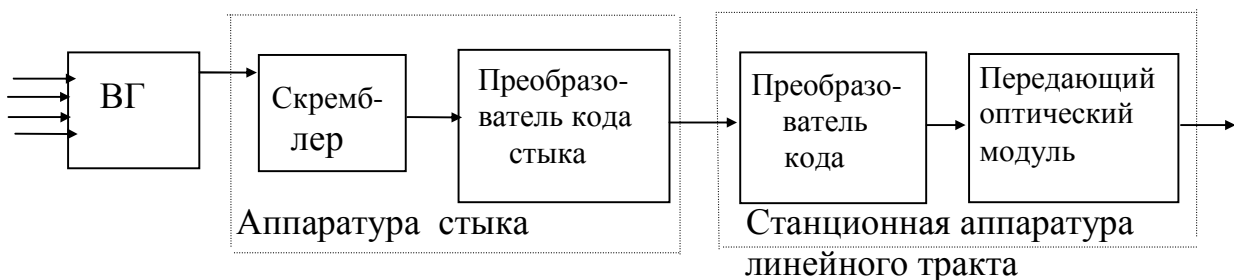 ВГ
Скремб-
лер
Преобразо-
ватель кода
стыка
Аппаратура стыка
Преобразо-
ватель
кода
Передающий
оптический
модуль
Станционная аппаратура
линейного тракта